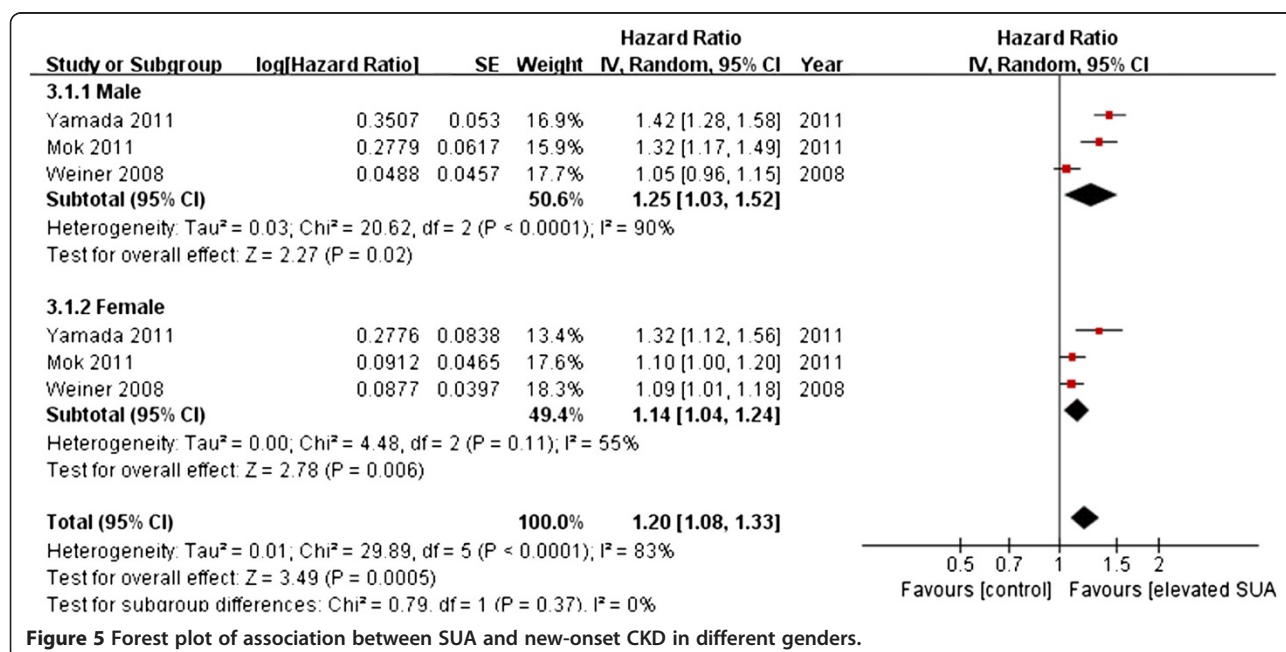 Hazard Ratio Hazard Ratio
Study or Subgroup log[Hazard Ratio] SE Weight IV, Random, 95% CI Year IV, Random, 95% CI
3.1.1 Male
Yamada 2011 0.3507 0.053 16.9% 1.42 [1.28, 1.58] 2011
Mok 2011 0.2779 0.0617 15.9% 1.32 [1.17, 1.49] 2011
Weiner 2008 0.0488 0.0457 17.7% 1.05 [0.96, 1.15] 2008
Subtotal (95% CI) 50.6% 1.25 [1.03, 1.52]
Heterogeneity: Tau² = 0.03; Chi² = 20.62, df = 2 (P < 0.0001); I² = 90%
Test for overall effect: Z = 2.27 (P = 0.02)
3.1.2 Female
Yamada 2011 0.2776 0.0838 13.4% 1.32 [1.12, 1.56] 2011
Mok 2011 0.0912 0.0465 17.6% 1.10 [1.00, 1.20] 2011
Weiner 2008 0.0877 0.0397 18.3% 1.09 [1.01, 1.18] 2008
Subtotal (95% CI) 49.4% 1.14 [1.04, 1.24]
Heterogeneity: Tau² = 0.00; Chi² = 4.48, df = 2 (P = 0.11); I² = 55%
Test for overall effect: Z = 2.78 (P = 0.006)
Total (95% CI) 100.0% 1.20 [1.08, 1.33]
Heterogeneity: Tau² = 0.01; Chi² = 29.89, df = 5 (P < 0.0001); I² = 83%
Test for overall effect: Z = 3.49 (P = 0.0005)
Test for subgroup differences: Chi² = 0.79. df = 1 (P = 0.37). I² = 0%
0.5 0.7 1 1.5 2
Favours [control] Favours [elevated SUA
Figure 5 Forest plot of association between SUA and new-onset CKD in different genders.